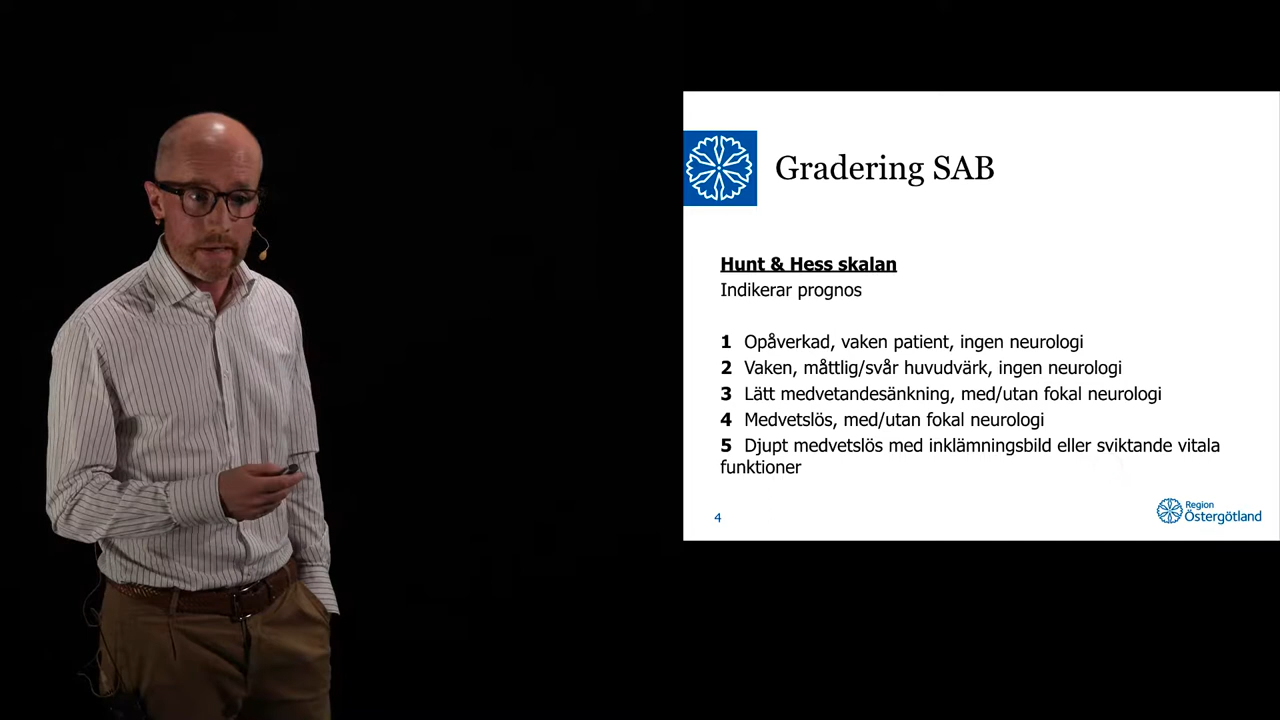 Gradering SAB
Hunt & Hess skalan
Indikerar prognos
1 Opåverkad, vaken patient, ingen neurologi
2 Vaken, måttlig/svår huvudvärk, ingen neurologi
3 Lätt medvetandesänkning, med/utan fokal neurologi
4 Medvetslös, med/utan fokal neurologi
5 Djupt medvetslös med inklämningsbild eller sviktande vitala
funktioner
4
Region
Östergötland